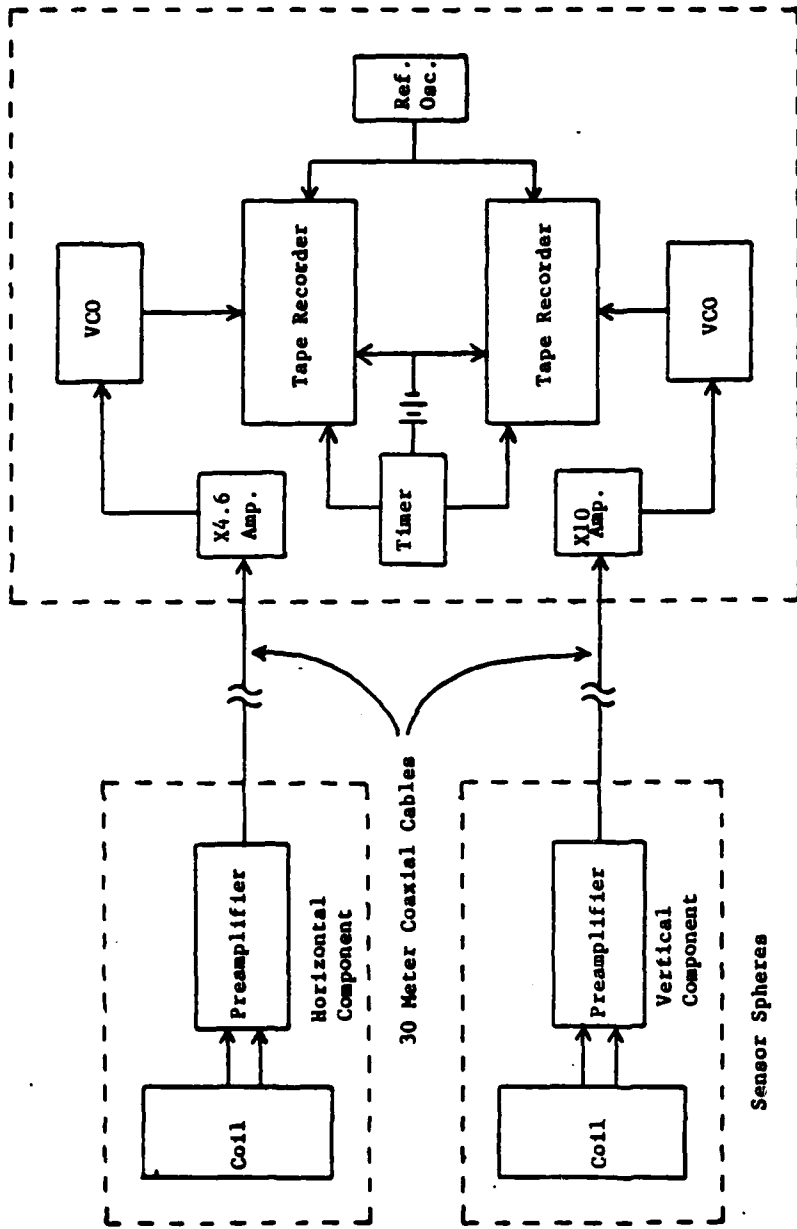 Coil
Preamplifier
Horizontal
Component
30 Meter Coaxial Cables
X4.6
Amp.
VCO
Tape Recorder
Ref.
Osc.
Timer
Tape Recorder
X10
Amp.
VCO
Coil
Preamplifier
Vertical
Component
Sensor Spheres